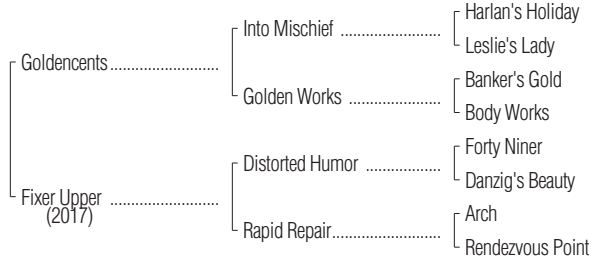 Harlan's Holiday
Into Mischief
Leslie's Lady
Goldencents
Banker's Gold
Golden Works
Body Works
Forty Niner
Distorted Humor
Danzig's Beauty
Fixer Upper
(2017)
Arch
Rapid Repair
Rendezvous Point